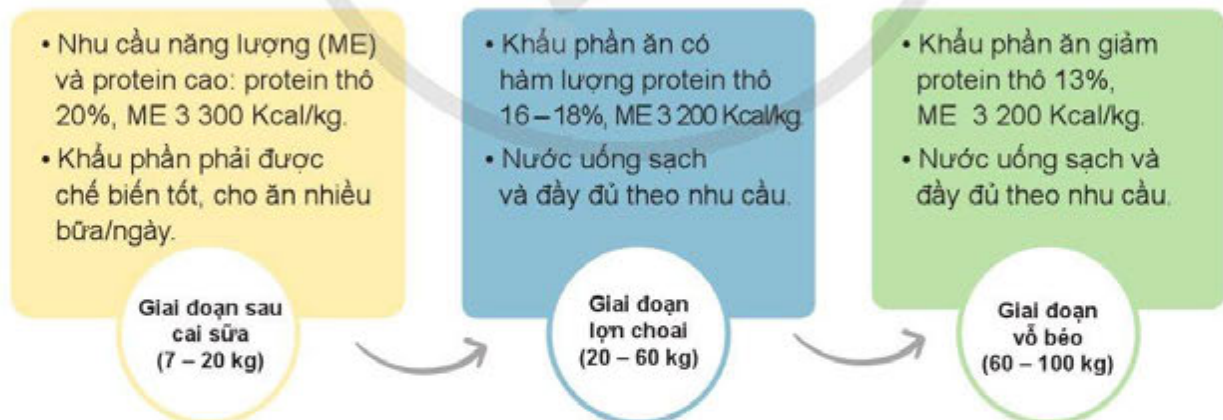 • Nhu cầu năng lượng (ME)
và protein cao: protein thô
20%, ME 3 300 Kcal/kg.
• Khẩu phần phải được
chế biến tốt, cho ăn nhiều
bữa/ngày.
Giai đoạn sau
cai sữa
(7 – 20 kg)
• Khẩu phần ăn có
hàm lượng protein thô
16 – 18%, ME 3 200 Kcal/kg
• Nước uống sạch
và đầy đủ theo nhu cầu.
Giai đoạn
lợn choai
(20 – 60 kg)
• Khẩu phần ăn giảm
protein thô 13%,
ME 3 200 Kcal/kg.
• Nước uống sạch và
đầy đủ theo nhu cầu.
Giai đoạn
vỗ béo
(60 – 100 kg)